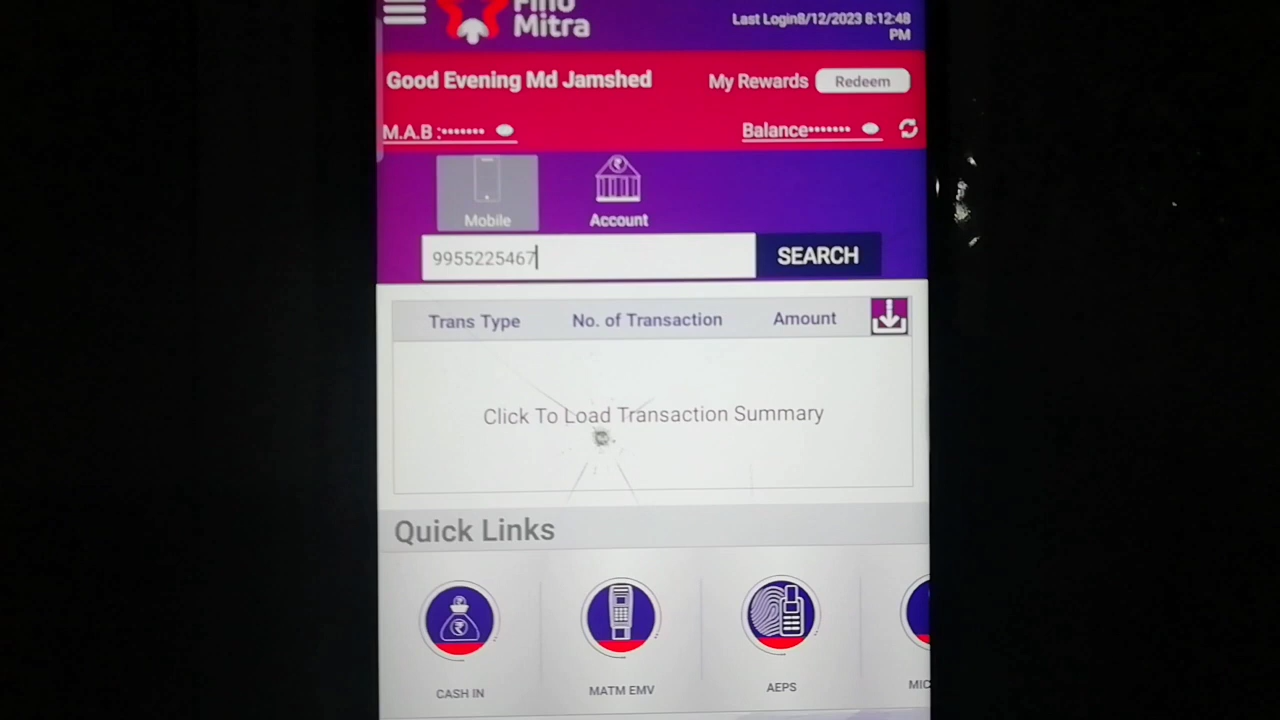 Fino
Mitra
Last Login8/12/2023 8:12:48
PM
Good Evening Md Jamshed
My Rewards
Redeem
M.A.B :•••••••
Balance•••••••
Mobile
Account
9955225467
SEARCH
Trans Type
No. of Transaction
Amount
Click To Load Transaction Summary
Quick Links
CASH IN
MATM EMV
AEPS
MIC